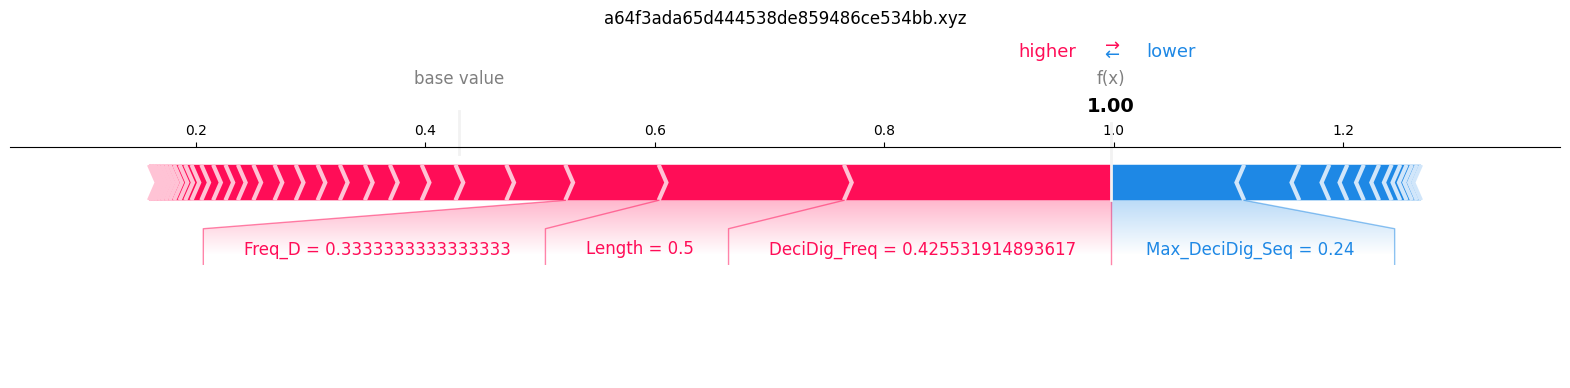 a64f3ada65d444538de859486ce534bb.xyz
higher → ← lower
base value f(x)
1.00
0.2 0.4 0.6 0.8 1.0 1.2
Freq_D = 0.3333333333333333 Length = 0.5 DeciDig_Freq = 0.425531914893617 Max_DeciDig_Seq = 0.24